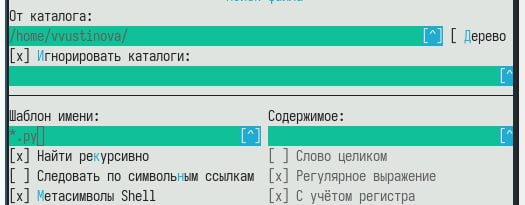 От каталога:
/home/vvustinova/ [^] [ Дерево
[x] Игнорировать каталоги:
[^
Шаблон имени: Содержимое:
*.py [^] [^
[x] Найти рекурсивно [ ] Слово целиком
[ ] Следовать по символьным ссылкам [x] Регулярное выражение
[x] Метасимволы Shell [x] С учётом регистра